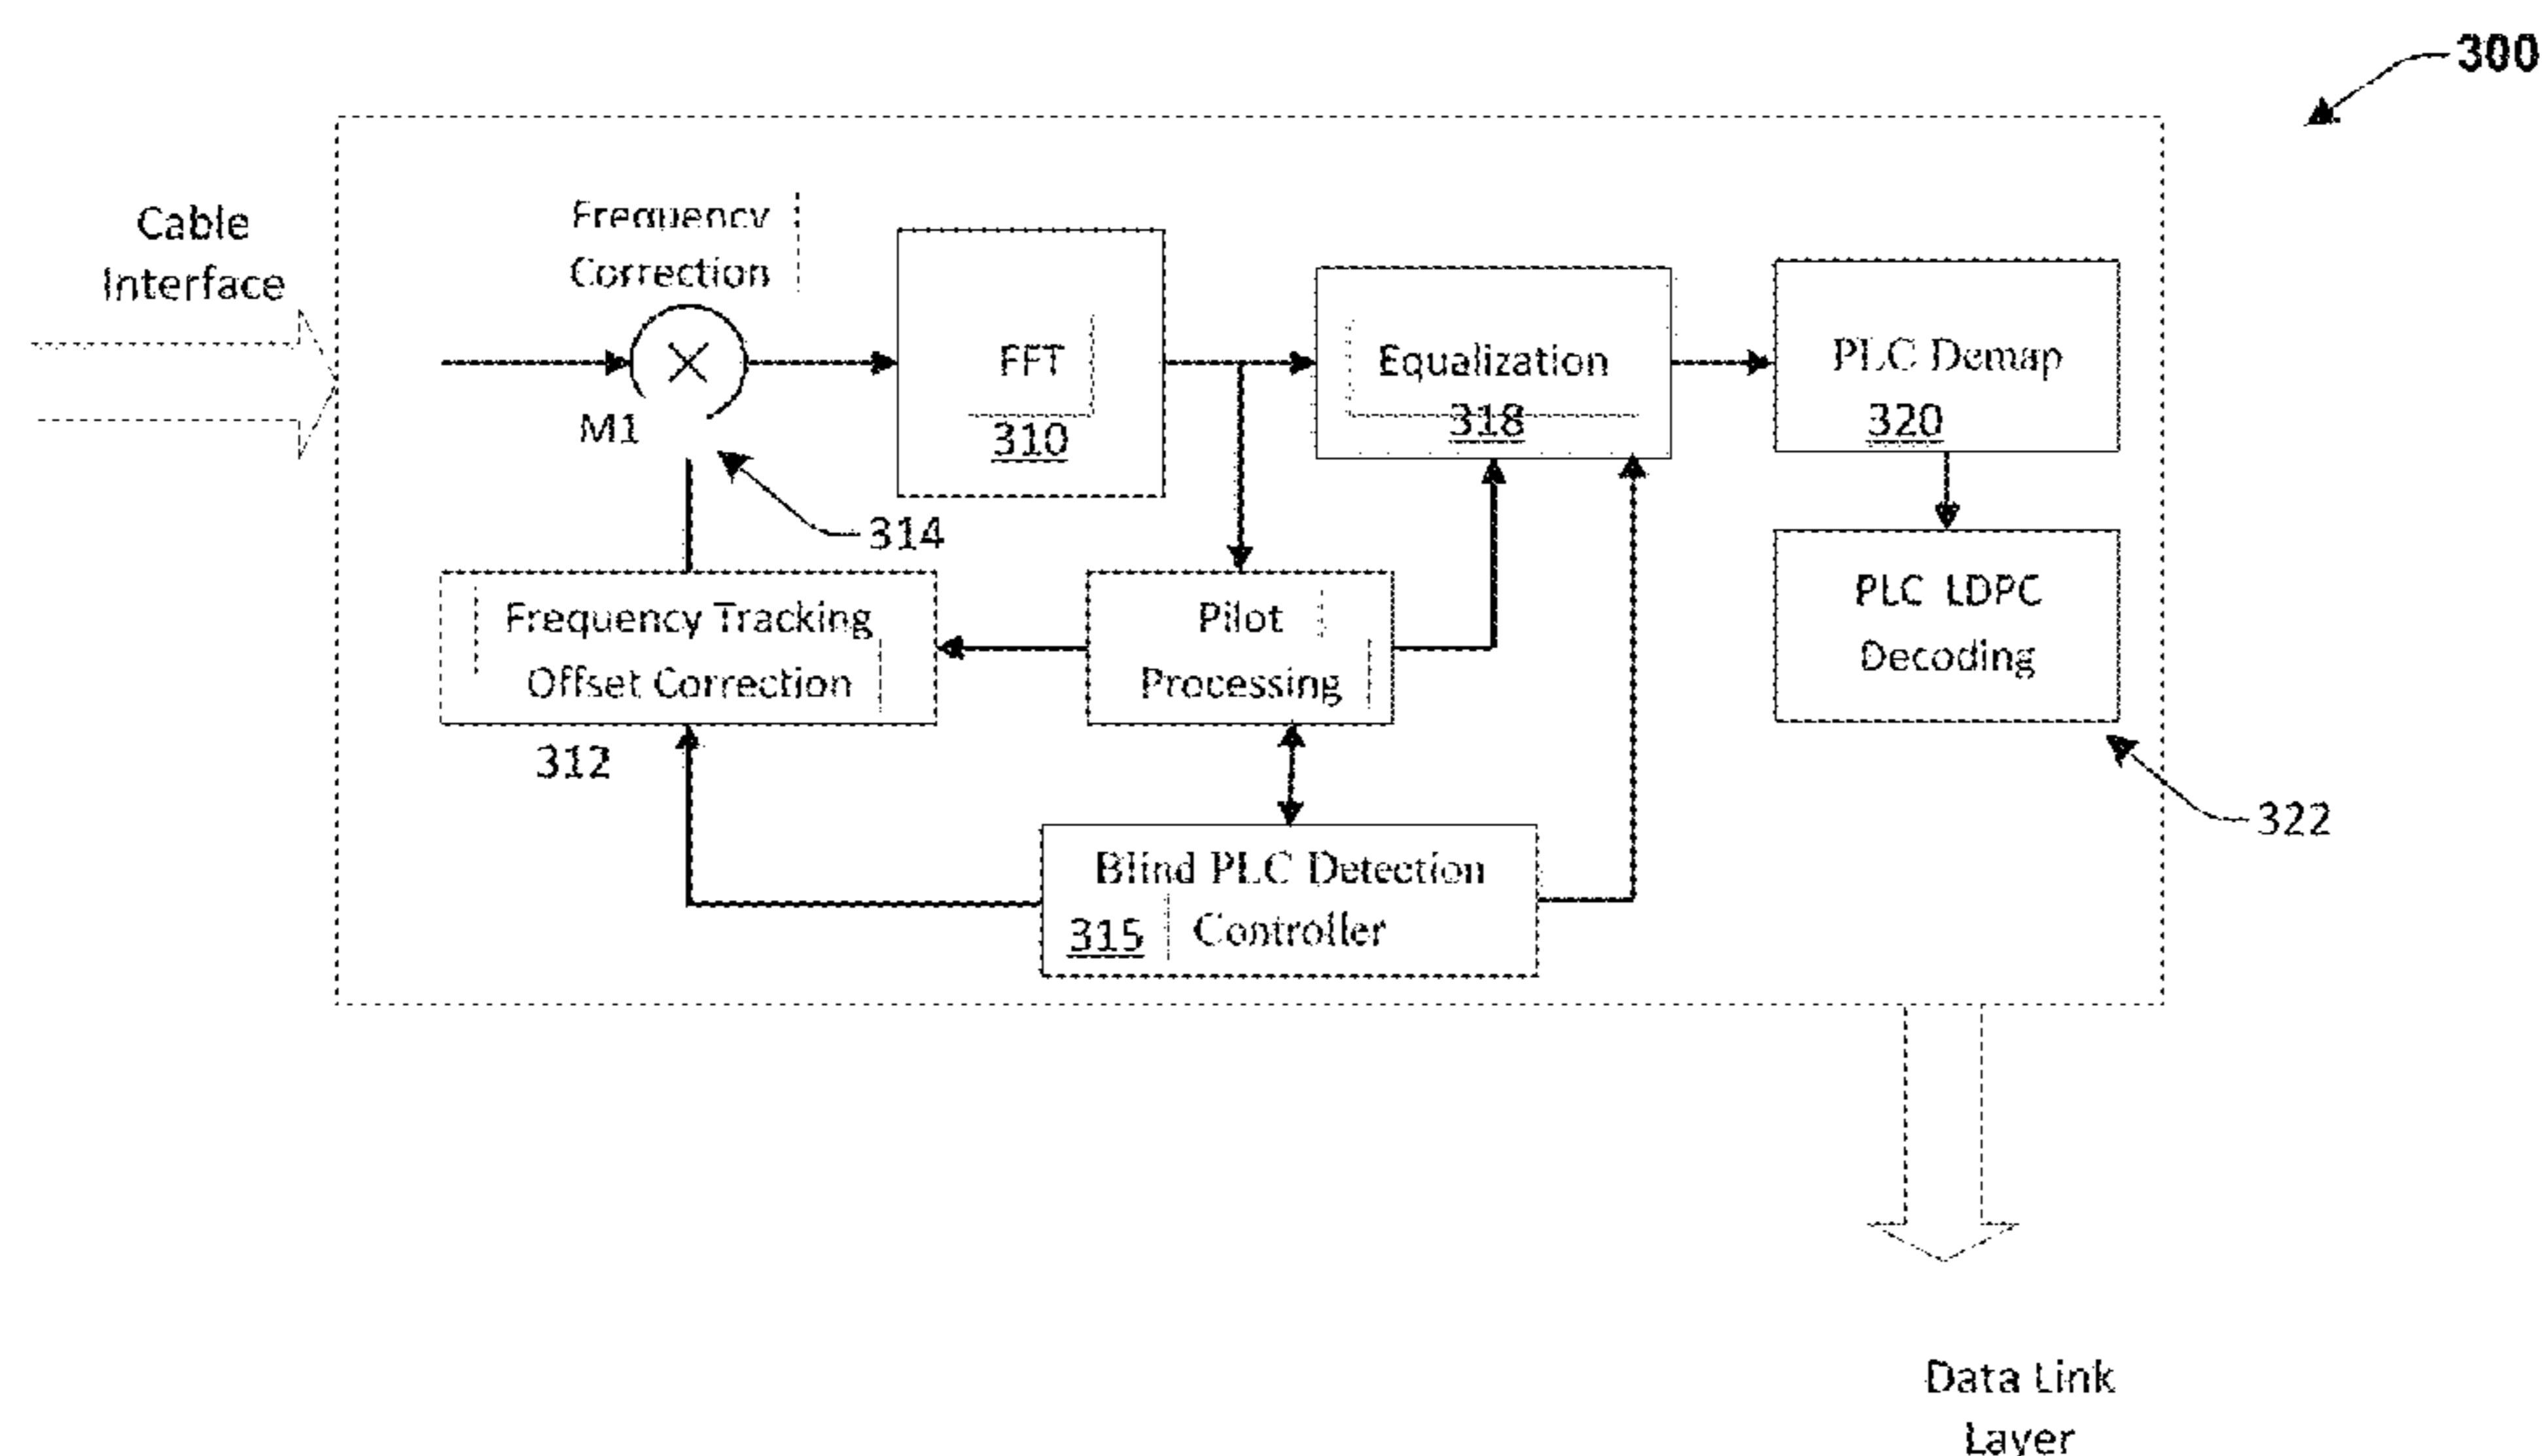 300
Cable
Interface
Frequency
Correction
M1
314
FFT
310
Equalization
318
PLC Demap
320
Frequency Tracking
Offset Correction
312
Pilot
Processing
PLC LDPC
Decoding
322
Blind PLC Detection
315 Controller
Data Link
Layer